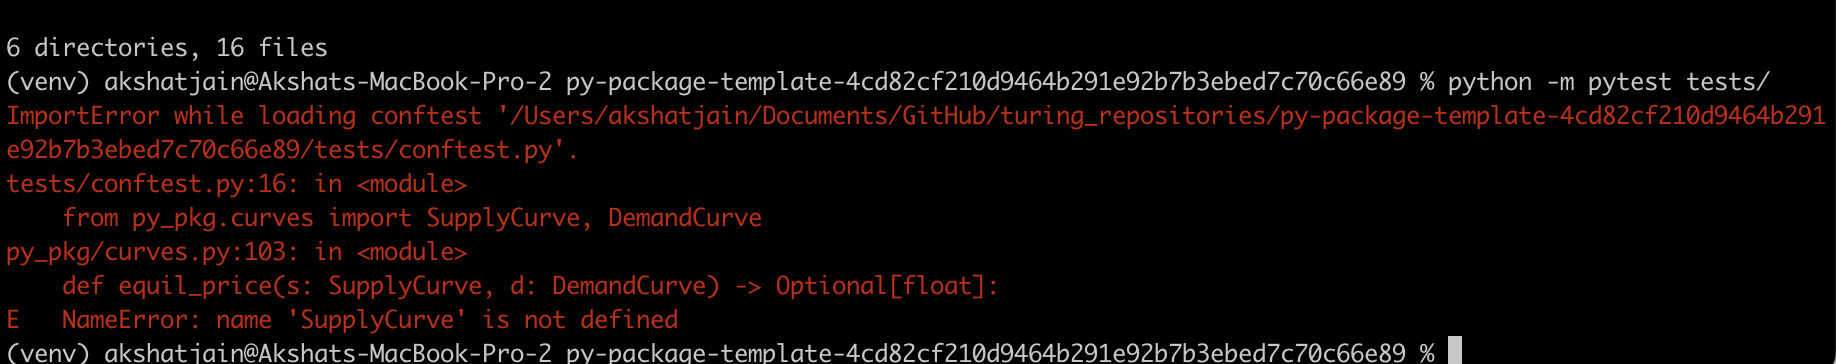 6 directories, 16 files
(venv) akshatjain@Akshats-MacBook-Pro-2 py-package-template-4cd82cf210d9464b291e92b7b3ebed7c70c66e89 % python -m pytest tests/
ImportError while loading conftest '/Users/akshatjain/Documents/GitHub/turing_repositories/py-package-template-4cd82cf210d9464b291
e92b7b3ebed7c70c66e89/tests/conftest.py'.
tests/conftest.py:16: in <module>
    from py_pkg.curves import SupplyCurve, DemandCurve
py_pkg/curves.py:103: in <module>
    def equil_price(s: SupplyCurve, d: DemandCurve) -> Optional[float]:
E   NameError: name 'SupplyCurve' is not defined
(venv) akshatjain@Akshats-MacBook-Pro-2 py-package-template-4cd82cf210d9464b291e92b7b3ebed7c70c66e89 %